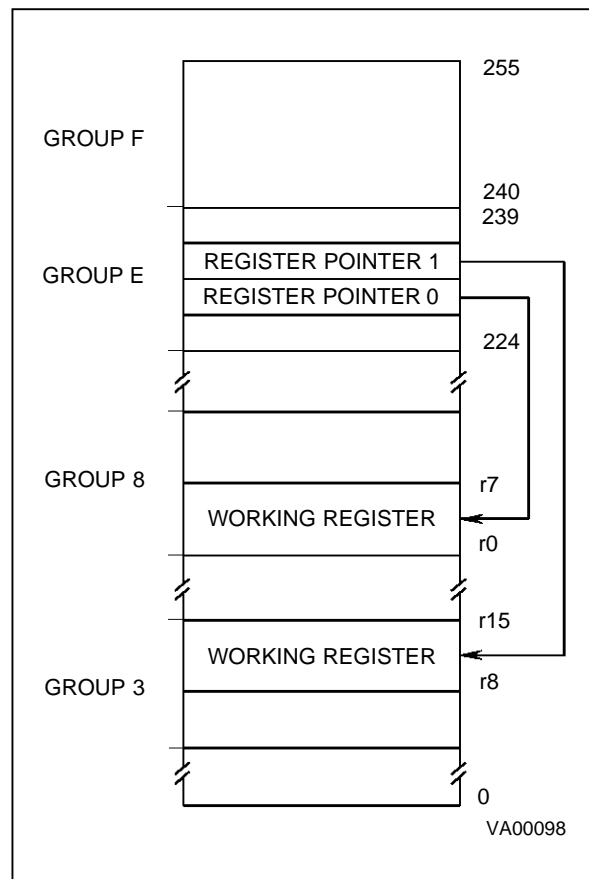 255
GROUP F
240
239
REGISTER POINTER 1
GROUP E
REGISTER POINTER 0
224
GROUP 8
r7
WORKING REGISTER
r0
r15
WORKING REGISTER
GROUP 3
r8
0
VA00098